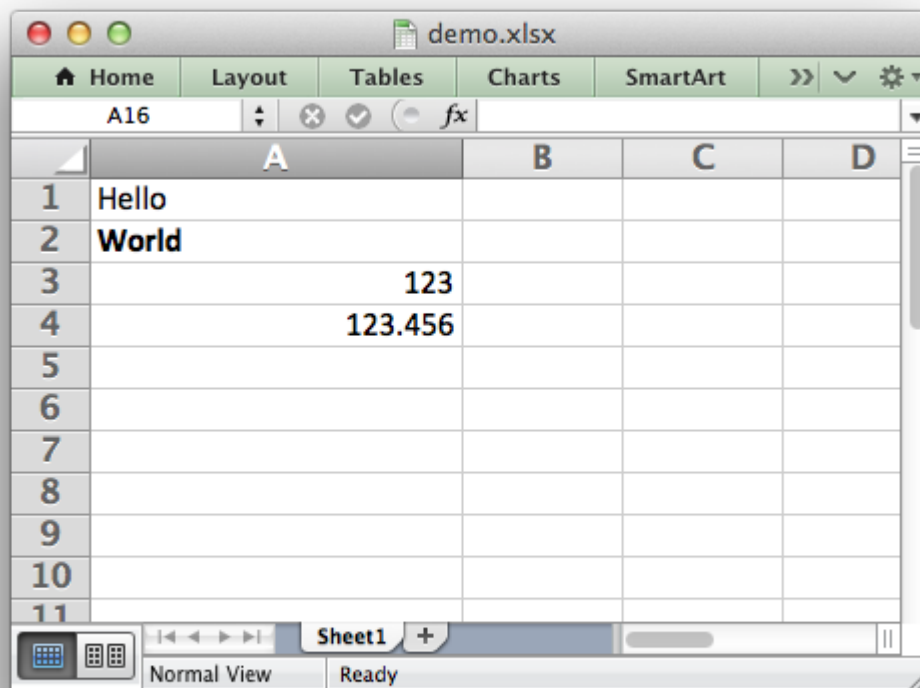 demo.xlsx
Home Layout Tables Charts SmartArt
A16 fx
A B C D
1 Hello
2 World
3 123
4 123.456
5
6
7
8
9
10
11
Sheet1 +
Normal View Ready